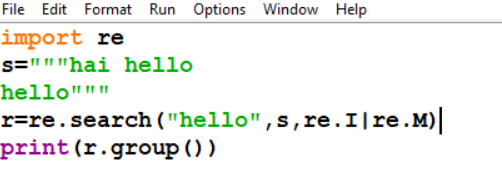 File Edit Format Run Options Window Help
import re
s="""hai hello
hello"""
r=re.search("hello",s,re.I|re.M)
print(r.group())